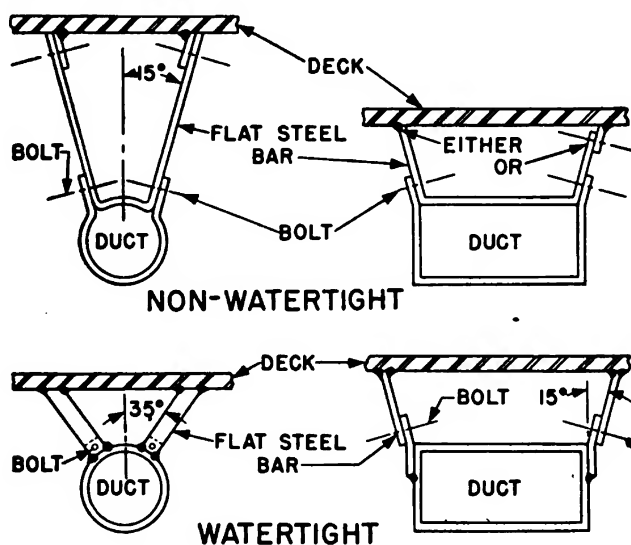 DECK
15°
FLAT STEEL
BAR
EITHER
OR
BOLT
BOLT
DUCT
DUCT
NON-WATERTIGHT
DECK
35°
BOLT
15°
FLAT STEEL
BAR
BOLT
DUCT
DUCT
WATERTIGHT